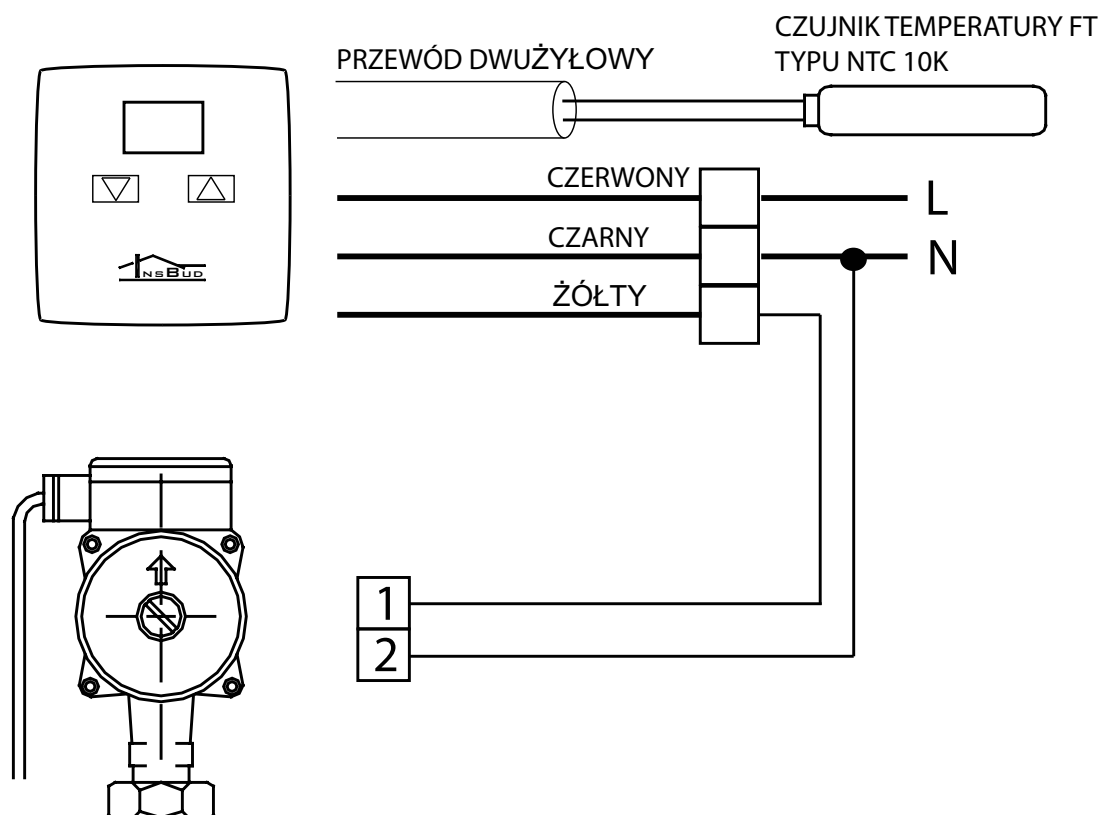 CZUJNIK TEMPERATURY FT
TYPU NTC 10K
PRZEWÓD DWUŻYŁOWY
CZERWONY
L
CZARNY
N
ŻÓŁTY
INSBUD
1
2